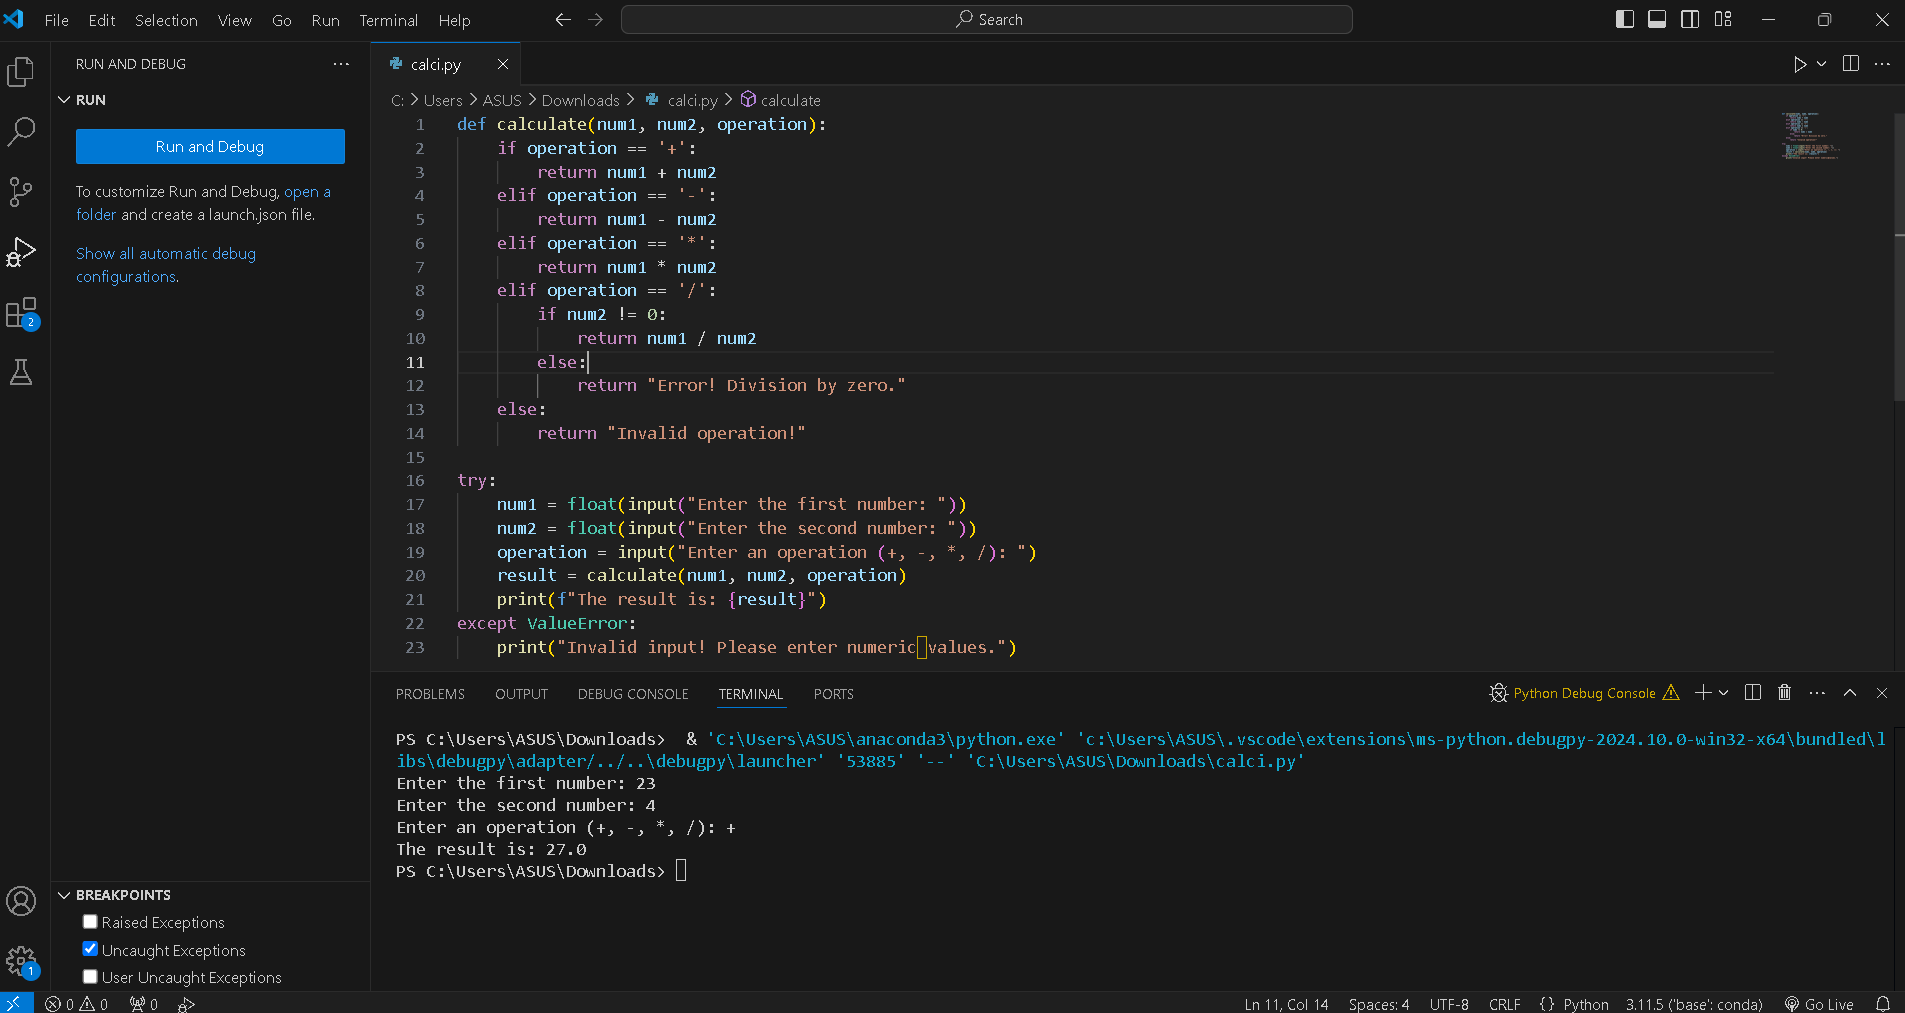 File Edit Selection View Go Run Terminal Help
Search
RUN AND DEBUG
RUN
Run and Debug
To customize Run and Debug, open a
folder and create a launch.json file.
Show all automatic debug
configurations.
2
calci.py
C: > Users > ASUS > Downloads > calci.py > calculate
1 def calculate(num1, num2, operation):
2 if operation == '+':
3 return num1 + num2
4 elif operation == '-':
5 return num1 - num2
6 elif operation == '*':
7 return num1 * num2
8 elif operation == '/':
9 if num2 != 0:
10 return num1 / num2
11 else:
12 return "Error! Division by zero."
13 else:
14 return "Invalid operation!"
15
16 try:
17 num1 = float(input("Enter the first number: "))
18 num2 = float(input("Enter the second number: "))
19 operation = input("Enter an operation (+, -, *, /): ")
20 result = calculate(num1, num2, operation)
21 print(f"The result is: {result}")
22 except ValueError:
23 print("Invalid input! Please enter numeric values.")
PROBLEMS OUTPUT DEBUG CONSOLE TERMINAL PORTS
Python Debug Console
PS C:\Users\ASUS\Downloads> & 'C:\Users\ASUS\anaconda3\python.exe' 'c:\Users\ASUS\.vscode\extensions\ms-python.debugpy-2024.10.0-win32-x64\bundled\l
ibs\debugpy\adapter/../..\debugpy\launcher' '53885' '--' 'C:\Users\ASUS\Downloads\calci.py'
Enter the first number: 23
Enter the second number: 4
Enter an operation (+, -, *, /): +
The result is: 27.0
PS C:\Users\ASUS\Downloads>
BREAKPOINTS
Raised Exceptions
Uncaught Exceptions
User Uncaught Exceptions
1
0 0 0
Ln 11, Col 14 Spaces: 4 UTF-8 CRLF {} Python 3.11.5 ('base': conda) Go Live